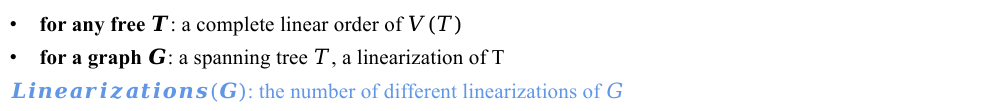 • for any free T: a complete linear order of V(T)
• for a graph G: a spanning tree T, a linearization of T
Linearizations(G): the number of different linearizations of G